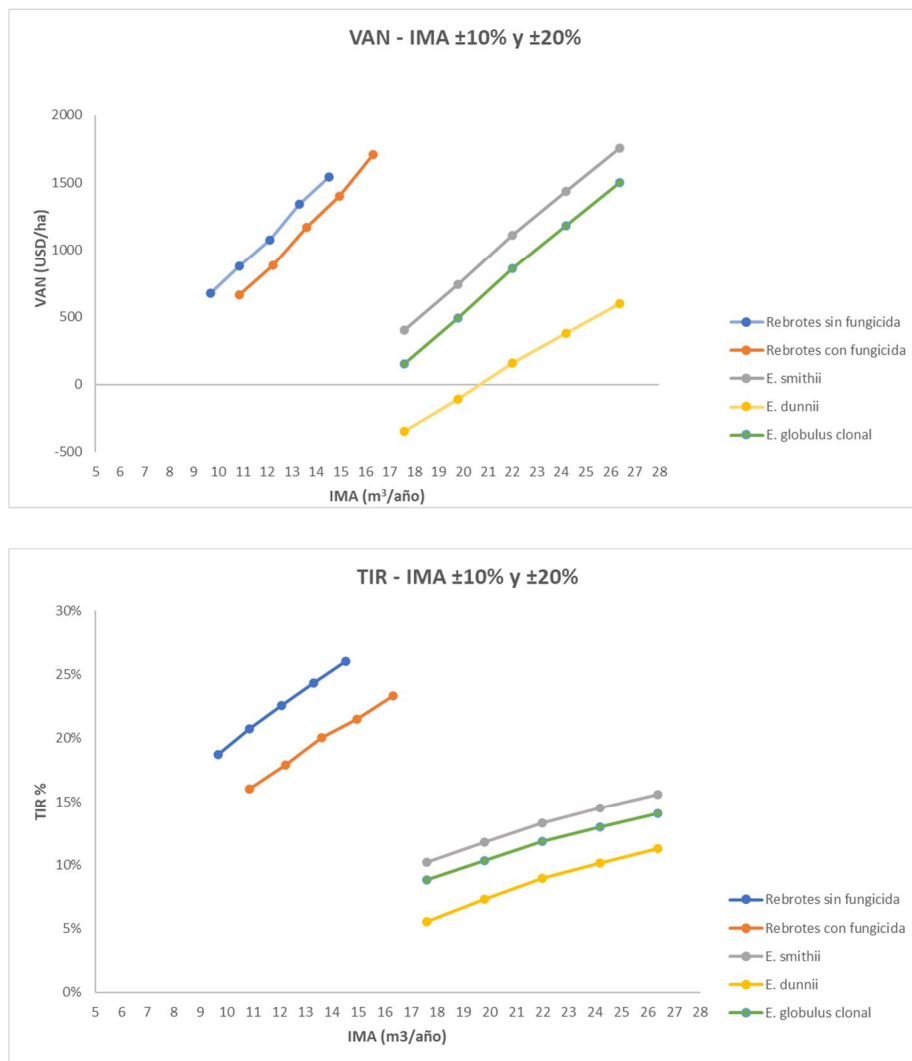 VAN - IMA ±10% y ±20%
2000
1500
1000
500
0
-500
VAN (USD/ha)
5 6 7 8 9 10 11 12 13 14 15 16 17 18 19 20 21 22 23 24 25 26 27 28
IMA (m³/año)
Rebrotes sin fungicida
Rebrotes con fungicida
E. smithii
E. dunnii
E. globulus clonal
TIR - IMA ±10% y ±20%
30%
25%
20%
15%
10%
5%
0%
TIR %
5 6 7 8 9 10 11 12 13 14 15 16 17 18 19 20 21 22 23 24 25 26 27 28
IMA (m3/año)
Rebrotes sin fungicida
Rebrotes con fungicida
E. smithii
E. dunnii
E. globulus clonal